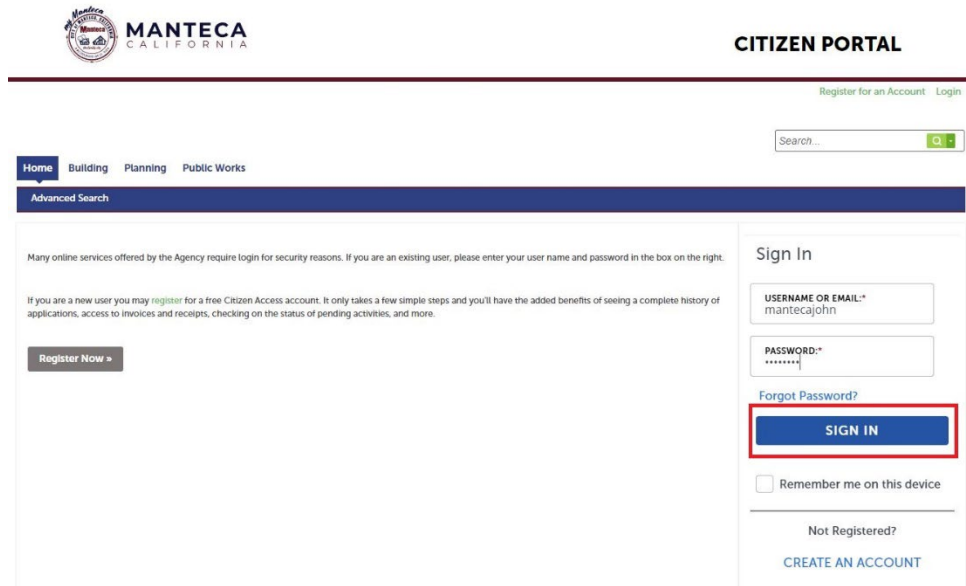 MANTECA
CALIFORNIA
CITIZEN PORTAL
Register for an Account Login
Search...
Home Building Planning Public Works
Advanced Search
Many online services offered by the Agency require login for security reasons. If you are an existing user, please enter your user name and password in the box on the right.
If you are a new user you may register for a free Citizen Access account. It only takes a few simple steps and you'll have the added benefits of seeing a complete history of
applications, access to invoices and receipts, checking on the status of pending activities, and more.
Register Now »
Sign In
USERNAME OR EMAIL:*
mantecajohn
PASSWORD:*
••••••••
Forgot Password?
SIGN IN
Remember me on this device
Not Registered?
CREATE AN ACCOUNT